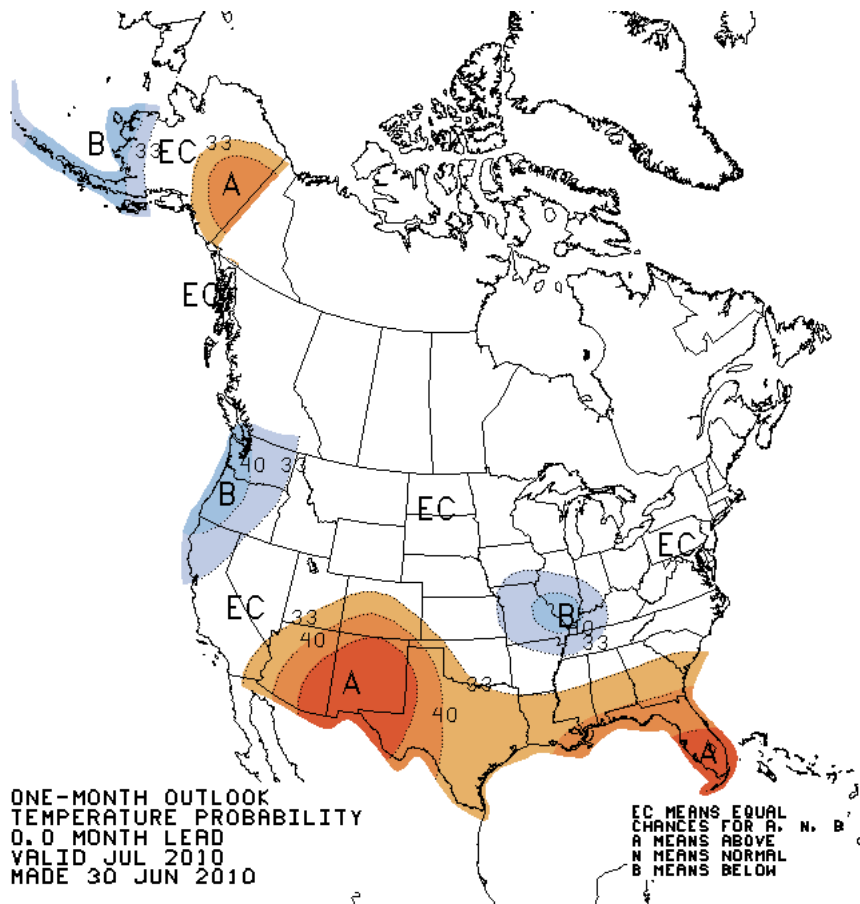 B
33
EC
33
A
EC
40
33
B
EC
EC
EC
33
40
B
40
33
A
33
40
A
ONE-MONTH OUTLOOK
TEMPERATURE PROBABILITY
0.0 MONTH LEAD
VALID JUL 2010
MADE 30 JUN 2010
EC MEANS EQUAL
CHANCES FOR A, N, B
A MEANS ABOVE
N MEANS NORMAL
B MEANS BELOW